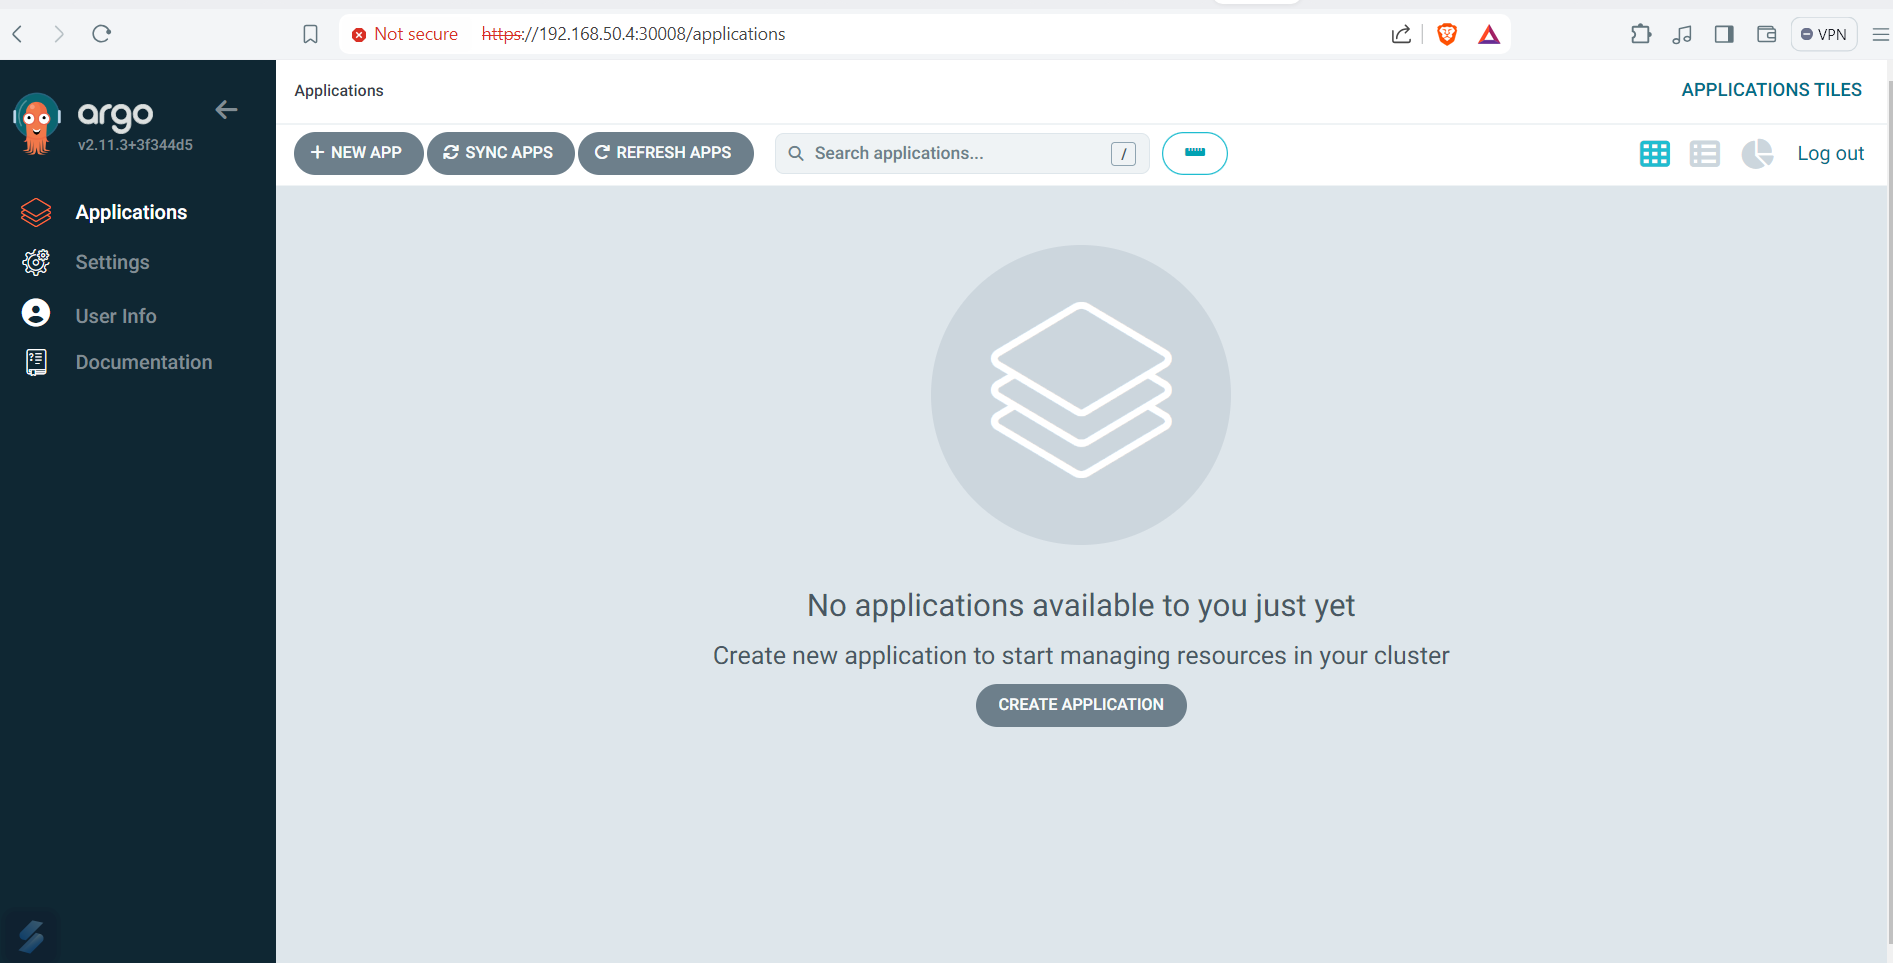 Not secure https://192.168.50.4:30008/applications
VPN
argo
v2.11.3+3f344d5
Applications
Settings
User Info
Documentation
Applications
APPLICATIONS TILES
+ NEW APP
SYNC APPS
REFRESH APPS
Search applications...
/
Log out
No applications available to you just yet
Create new application to start managing resources in your cluster
CREATE APPLICATION